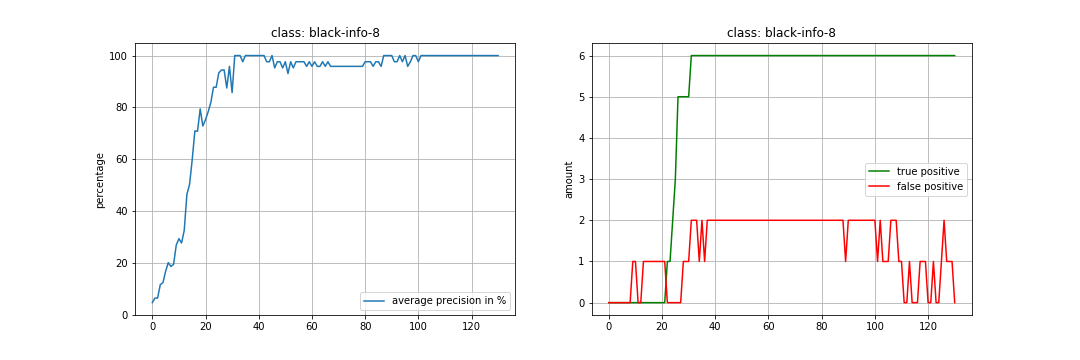 class: black-info-8
percentage
100
80
60
40
20
0
0 20 40 60 80 100 120
average precision in %
class: black-info-8
amount
6
5
4
3
2
1
0
0 20 40 60 80 100 120
true positive
false positive